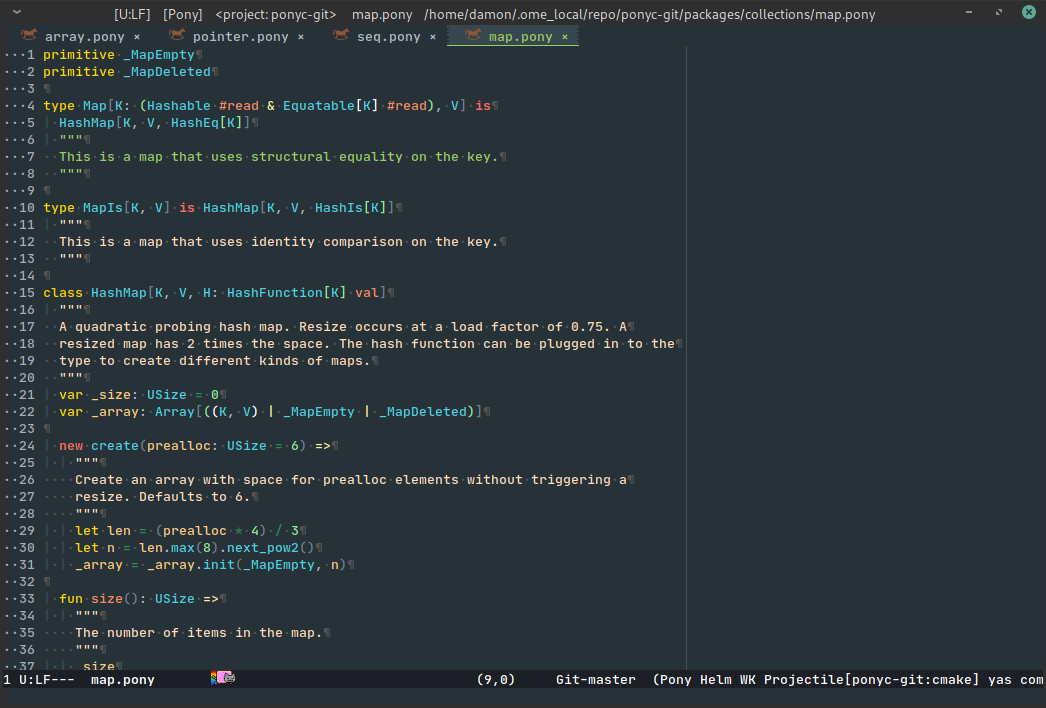 [U:LF] [Pony] <project: ponyc-git> map.pony /home/damon/.ome_local/repo/ponyc-git/packages/collections/map.pony
array.pony × pointer.pony × seq.pony × map.pony ×
···1 primitive·_MapEmpty¶
···2 primitive·_MapDeleted¶
···3 ¶
···4 type·Map[K:·(Hashable·#read·&·Equatable[K]·#read),·V]·is¶
···5 | HashMap[K,·V,·HashEq[K]]¶
···6 | """¶
···7 ··This·is·a·map·that·uses·structural·equality·on·the·key.¶
···8 ··"""¶
···9 ¶
··10 type·MapIs[K,·V]·is·HashMap[K,·V,·HashIs[K]]¶
··11 | """¶
··12 ··This·is·a·map·that·uses·identity·comparison·on·the·key.¶
··13 ··"""¶
··14 ¶
··15 class·HashMap[K,·V,·H:·HashFunction[K]·val]¶
··16 | """¶
··17 ··A·quadratic·probing·hash·map.·Resize·occurs·at·a·load·factor·of·0.75.·A¶
··18 ··resized·map·has·2·times·the·space.·The·hash·function·can·be·plugged·in·to·the¶
··19 ··type·to·create·different·kinds·of·maps.¶
··20 ··"""¶
··21 | var·_size:·USize·=·0¶
··22 | var·_array:·Array[((K,·V)·|·_MapEmpty·|·_MapDeleted)]¶
··23 ¶
··24 | new·create(prealloc:·USize·=·6)·=>¶
··25 | | """¶
··26 ····Create·an·array·with·space·for·prealloc·elements·without·triggering·a¶
··27 ····resize.·Defaults·to·6.¶
··28 ····"""¶
··29 | | let·len·=·(prealloc·*·4)·/·3¶
··30 | | let·n·=·len.max(8).next_pow2()¶
··31 | | _array·=·_array.init(_MapEmpty,·n)¶
··32 ¶
··33 | fun·size():·USize·=>¶
··34 | | """¶
··35 ····The·number·of·items·in·the·map.¶
··36 ····"""¶
··37 | | _size¶
1 U:LF--- map.pony (9,0) Git-master (Pony Helm WK Projectile[ponyc-git:cmake] yas com